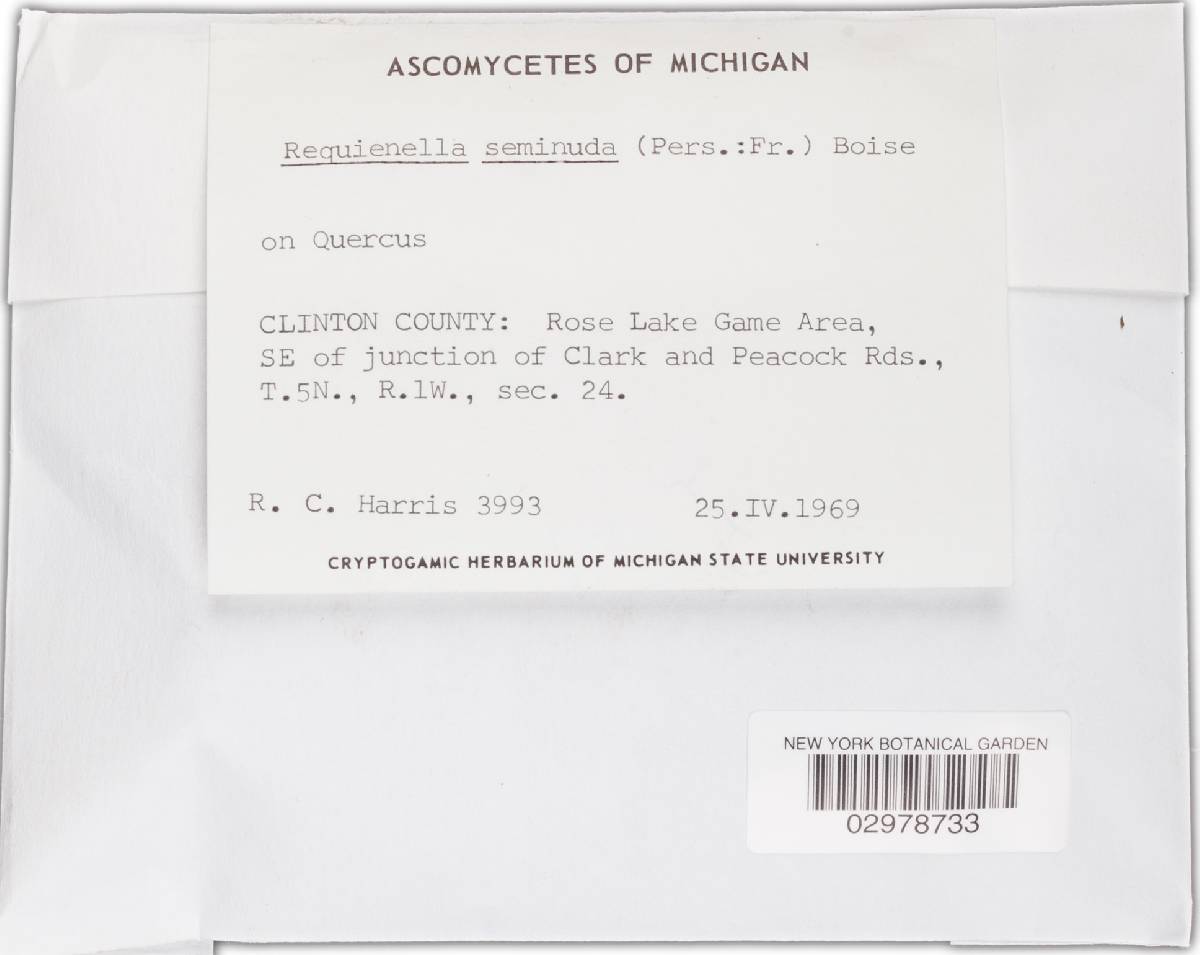 ASCOMYCETES OF MICHIGAN
Requienella seminuda (Pers.:Fr.) Boise
on Quercus
CLINTON COUNTY: Rose Lake Game Area,
SE of junction of Clark and Peacock Rds.,
T.5N., R.1W., sec. 24.
R. C. Harris 3993 25.IV.1969
CRYPTOGAMIC HERBARIUM OF MICHIGAN STATE UNIVERSITY
NEW YORK BOTANICAL GARDEN
02978733